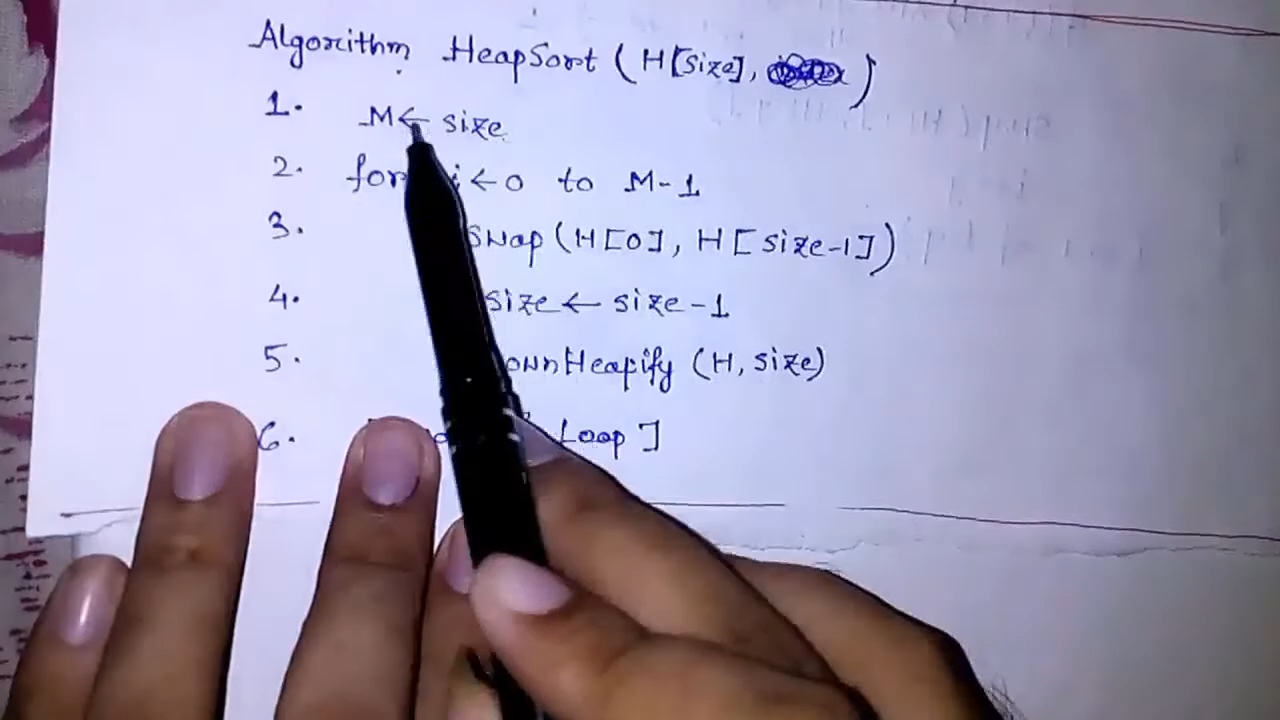 Algorithm HeapSort (H[size], )
1. M← size
2. for i ← 0 to M-1
3. Swap (H[0], H[size-1])
4. size ← size-1
5. ownHeapify (H, size)
6. Loop ]